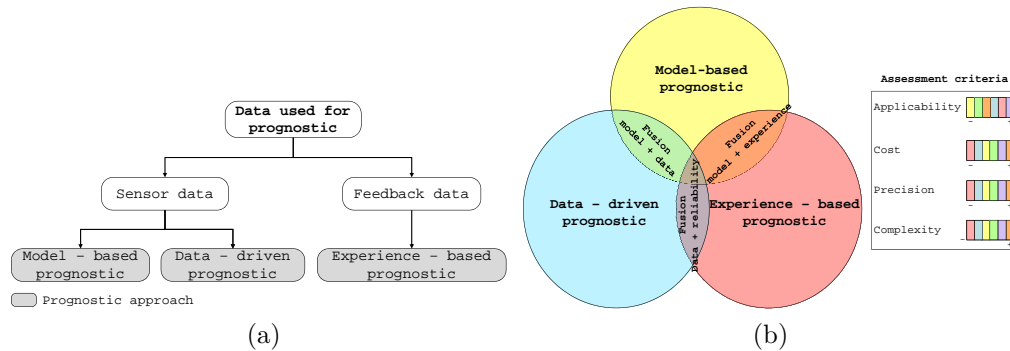 Data used for
prognostic
Sensor data
Feedback data
Model - based
prognostic
Data - driven
prognostic
Experience - based
prognostic
Prognostic approach
(a)
Model-based
prognostic
Fusion
model + data
Fusion
model + experience
Data - driven
prognostic
Fusion
Data + reliability
Experience - based
prognostic
Assessment criteria
Applicability
- +
Cost
- +
Precision
- +
Complexity
- +
(b)